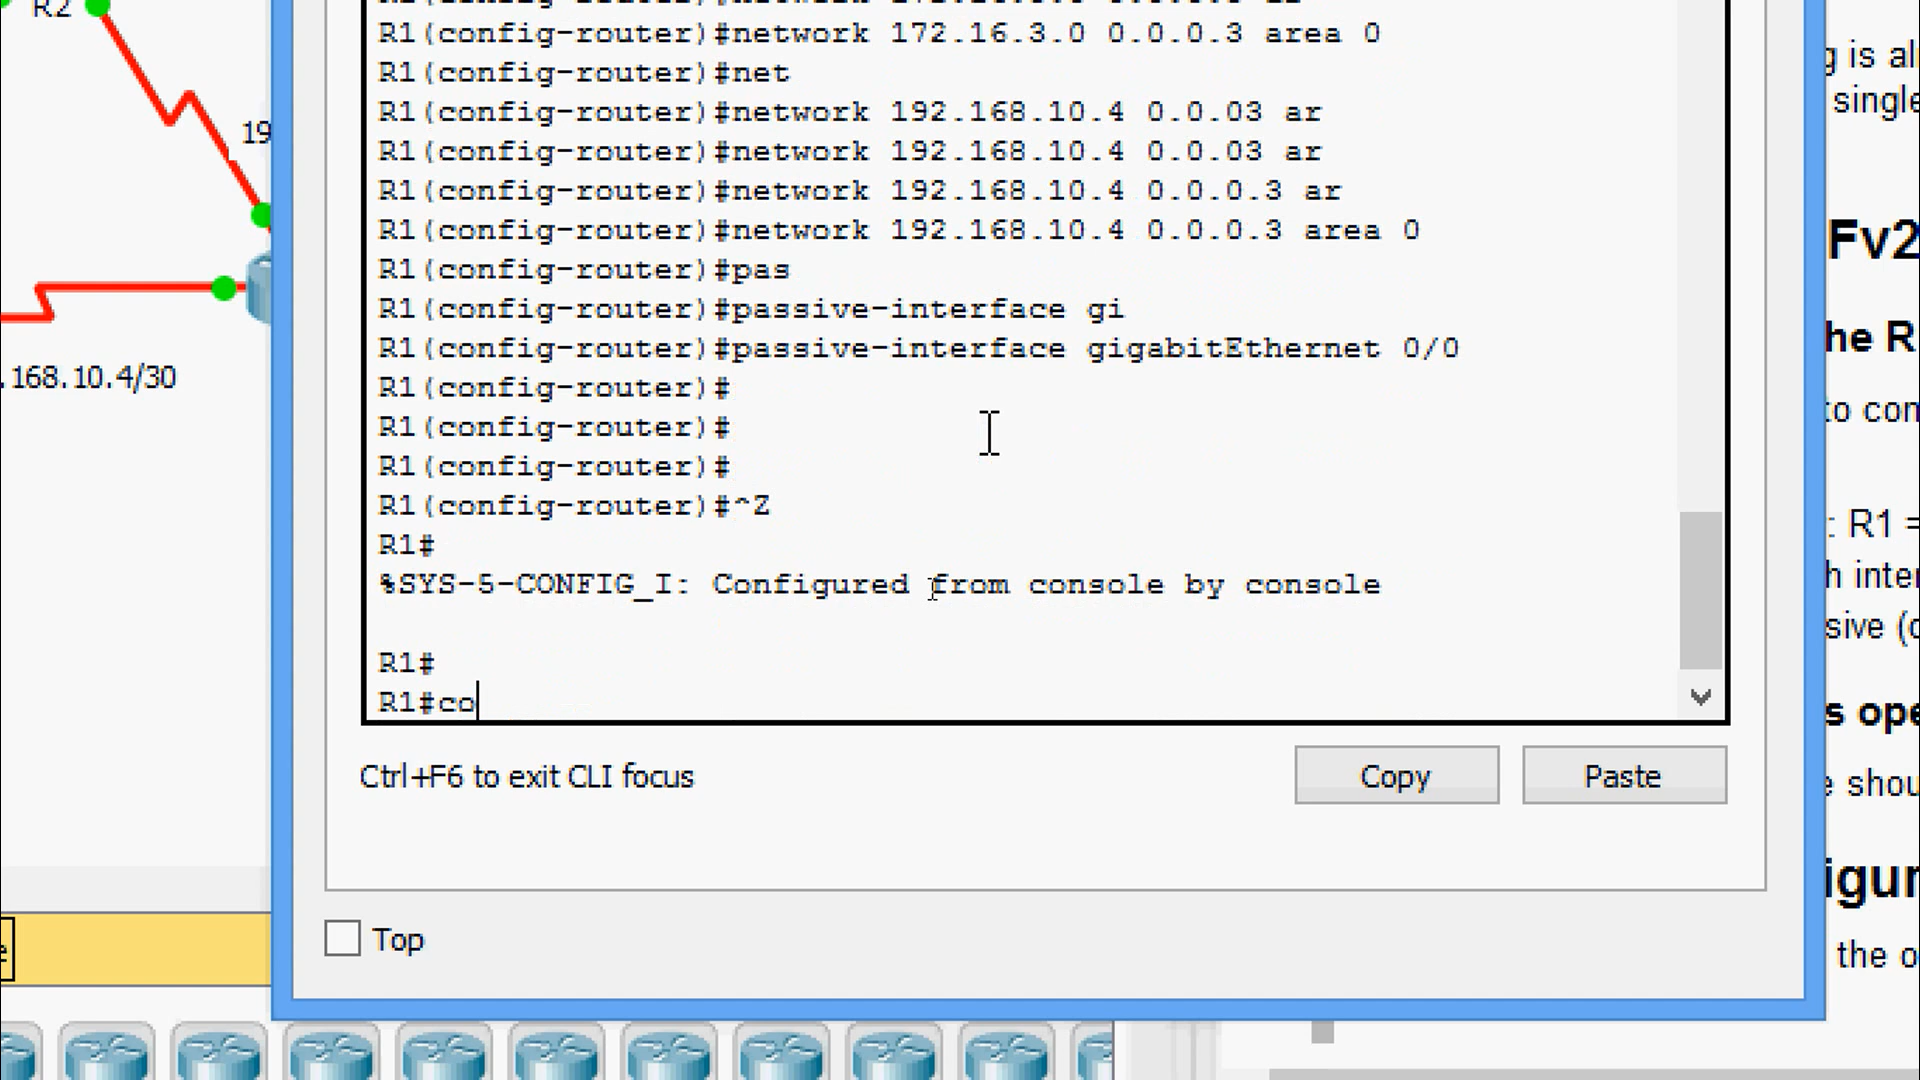 R2
19
.168.10.4/30
R1(config-router)#network 172.16.3.0 0.0.0.3 area 0
R1(config-router)#net
R1(config-router)#network 192.168.10.4 0.0.03 ar
R1(config-router)#network 192.168.10.4 0.0.03 ar
R1(config-router)#network 192.168.10.4 0.0.0.3 ar
R1(config-router)#network 192.168.10.4 0.0.0.3 area 0
R1(config-router)#pas
R1(config-router)#passive-interface gi
R1(config-router)#passive-interface gigabitEthernet 0/0
R1(config-router)#
R1(config-router)#
R1(config-router)#
R1(config-router)#^Z
R1#
%SYS-5-CONFIG_I: Configured from console by console
R1#
R1#co
Ctrl+F6 to exit CLI focus
Copy
Paste
Top
g is al
single
Fv2
he R
to con
: R1 =
h inter
sive (o
s ope
e shou
igur
the o